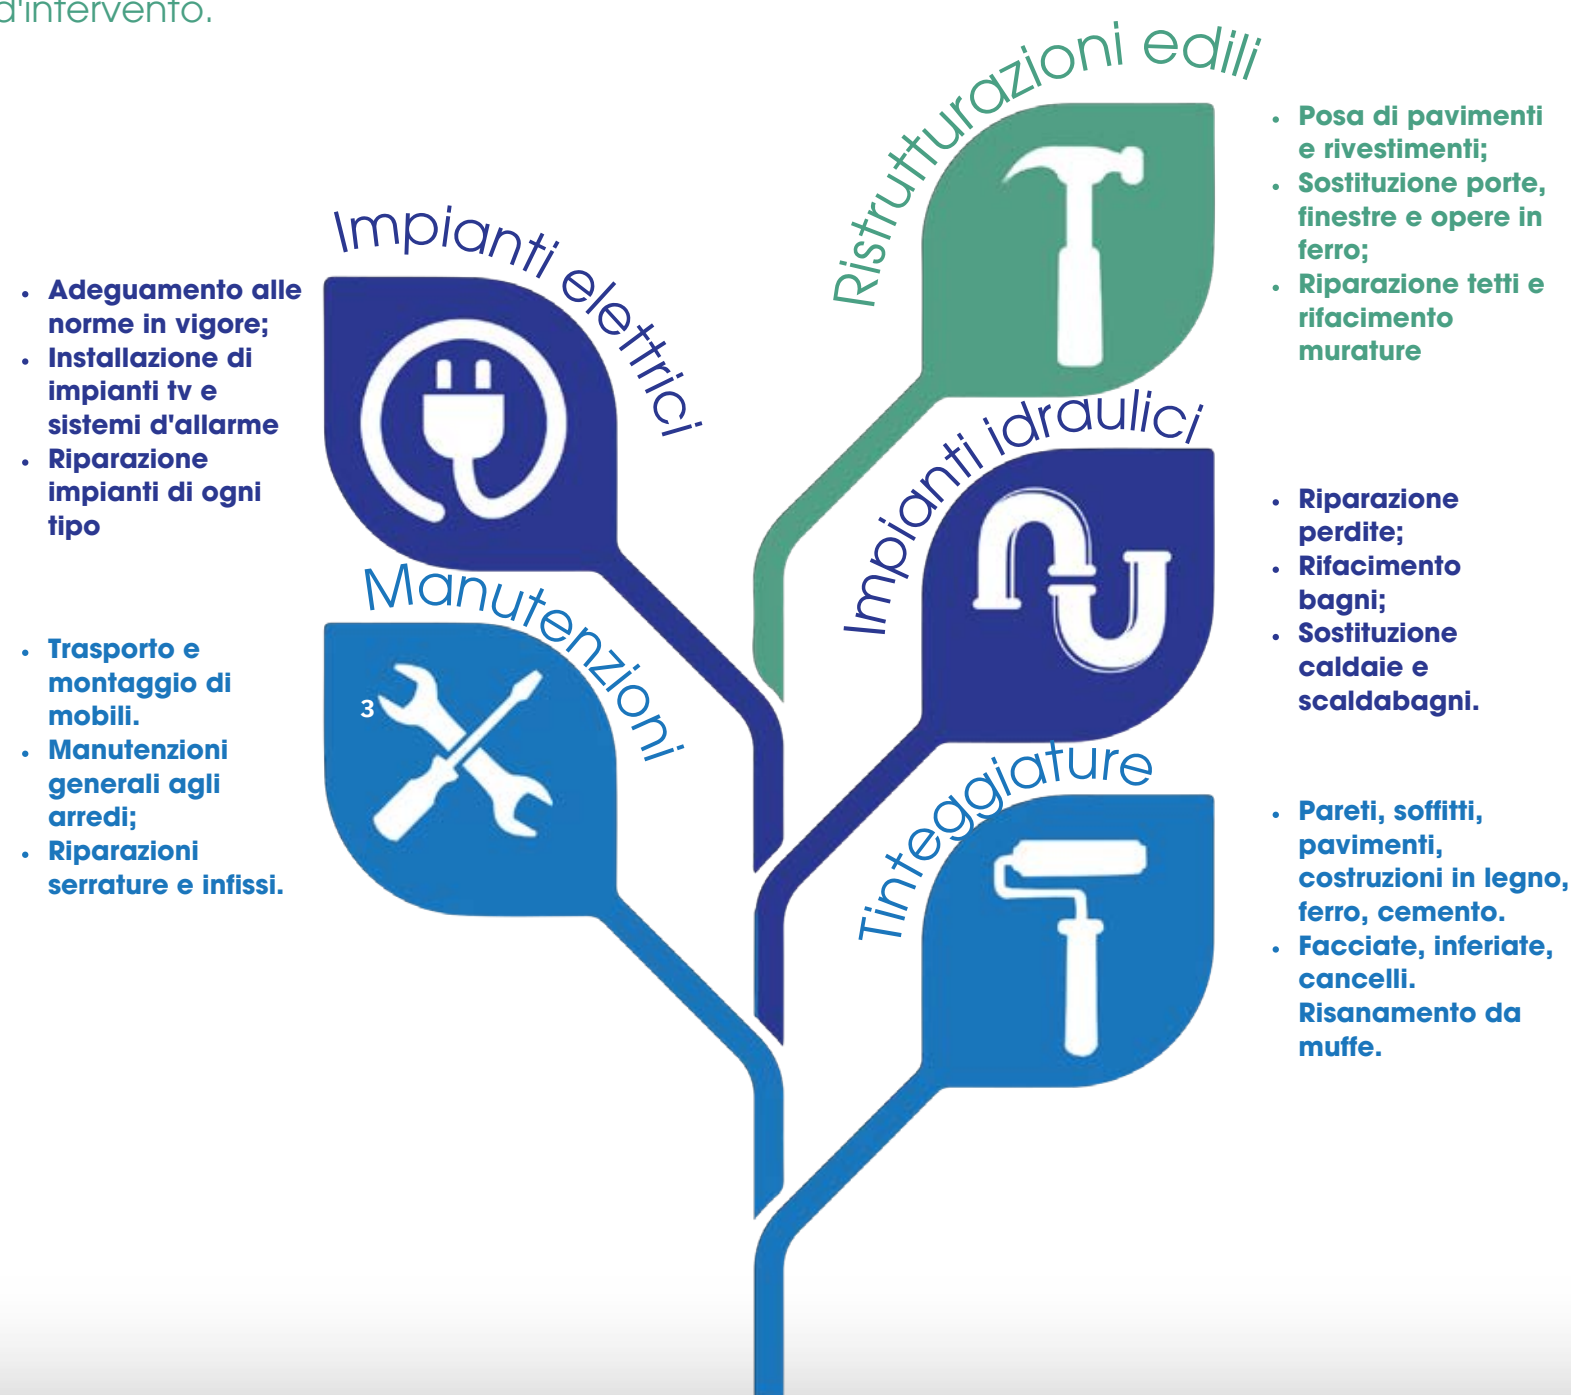 d'intervento.
Ristrutturazioni edili
• Posa di pavimenti
e rivestimenti;
• Sostituzione porte,
finestre e opere in
ferro;
• Riparazione tetti e
rifacimento
murature
Impianti elettrici
• Adeguamento alle
norme in vigore;
• Installazione di
impianti tv e
sistemi d'allarme
• Riparazione
impianti di ogni
tipo
Impianti idraulici
• Riparazione
perdite;
• Rifacimento
bagni;
• Sostituzione
caldaie e
scaldabagni.
Manutenzioni
• Trasporto e
montaggio di
mobili.
• Manutenzioni
generali agli
arredi;
• Riparazioni
serrature e infissi.
3
Tinteggiature
• Pareti, soffitti,
pavimenti,
costruzioni in legno,
ferro, cemento.
• Facciate, inferiate,
cancelli.
Risanamento da
muffe.